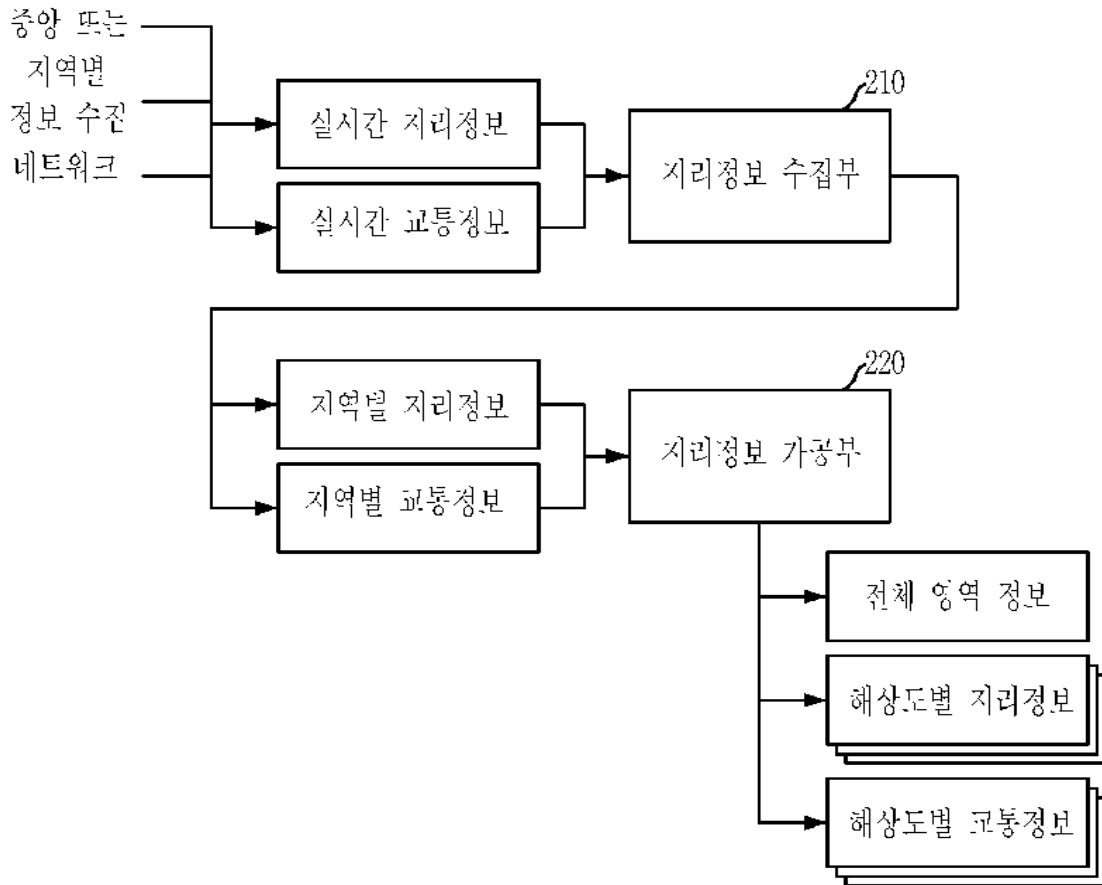 중앙 또는
지역별
정보 수집
네트워크
실시간 지리정보
실시간 교통정보
210
지리정보 수집부
지역별 지리정보
지역별 교통정보
220
지리정보 가공부
전체 영역 정보
해상도별 지리정보
해상도별 교통정보